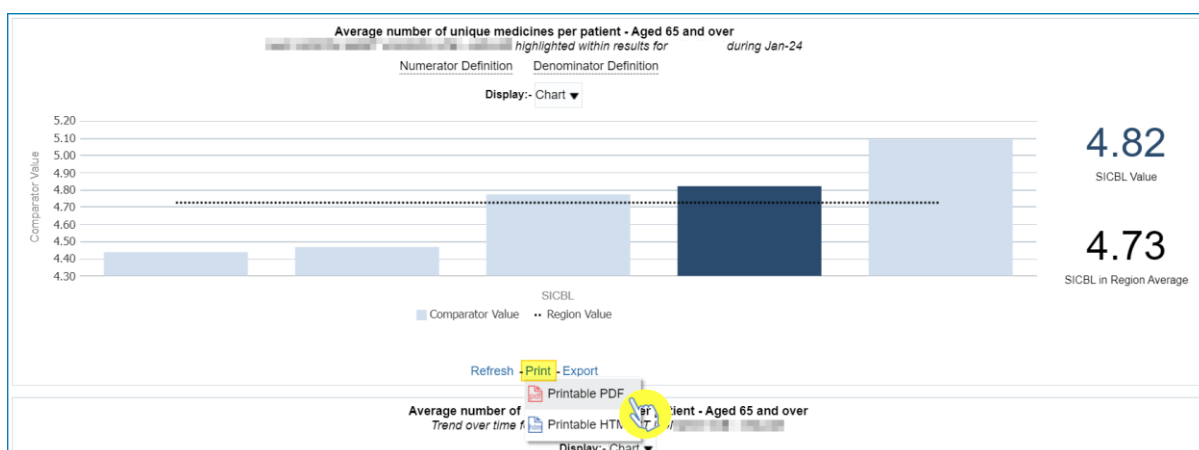 Average number of unique medicines per patient - Aged 65 and over
highlighted within results for during Jan-24
Numerator Definition Denominator Definition
Display:- Chart ▼
5.20
5.10
5.00
4.90
4.80
4.70
4.60
4.50
4.40
4.30
Comparator Value
SICBL
Comparator Value Region Value
4.82
SICBL Value
4.73
SICBL in Region Average
Refresh - Print - Export
Printable PDF
Printable HTM
Average number of er patient - Aged 65 and over
Trend over time f
Display:- Chart ▼